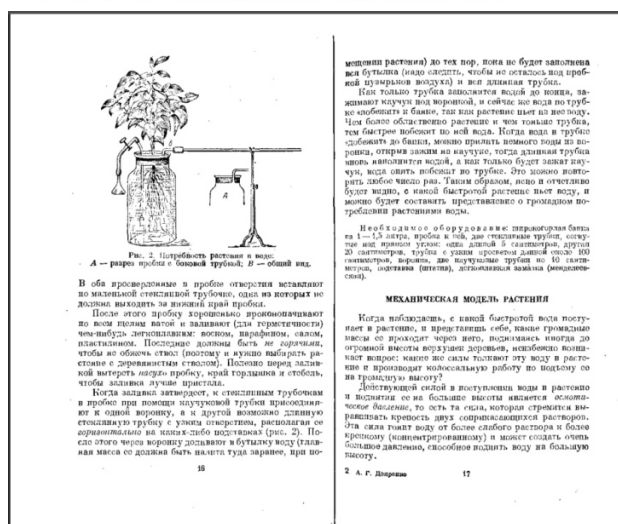 Рис. 2. Потребность растения в воде:
А — разрез пробки с боковой трубкой; В — общий вид.
В оба просверленные в пробке отверстия вставляют
по маленькой стеклянной трубочке, одна из которых не
должна выходить за нижний край пробки.
После этого пробку хорошенько проконопачивают
по всем щелям ватой и заливают (для герметичности)
чем-нибудь легкоплавким: воском, парафином, салом,
пластилином. Последние должны быть не горячими,
чтобы не обжечь ствол (поэтому и нужно выбирать ра-
стение с деревянистым стволом). Полезно перед залив-
кой вытереть насухо пробку, край горлышка и стебель,
чтобы заливка лучше пристала.
Когда заливка затвердеет, к стеклянным трубочкам
в пробке при помощи каучуковой трубки присоединя-
ют к одной воронку, а к другой возможно длинную
стеклянную трубку с узким отверстием, располагая ее
горизонтально на каких-либо подставках (рис. 2). По-
сле этого через воронку доливают в бутылку воду (глав-
ная масса ее должна быть налита туда заранее, при по-
16
мещении растения) до тех пор, пока не будет заполнена
вся бутылка (надо следить, чтобы не осталось под проб-
кой пузырьков воздуха) и вся длинная трубка.
Как только трубка заполнится водой до конца, за-
жимают каучук под воронкой, и сейчас же вода по труб-
ке «побежит» к банке, так как растение пьет из нее воду.
Чем более облиственно растение и чем тоньше трубка,
тем быстрее побежит по ней вода. Когда вода в трубке
«добежит» до банки, можно прилить немного воды из во-
ронки, открыв зажим на каучуке, тогда длинная трубка
вновь наполнится водой, а как только будет зажат кау-
чук, вода опять побежит по трубке. Это можно повто-
рить любое число раз. Таким образом, ясно и отчетливо
будет видно, с какой быстротой растение пьет воду, и
можно будет составить представление о громадном по-
треблении растениями воды.
Необходимое оборудование: широкогорлая банка
на 1 — 1,5 литра, пробка к ней, две стеклянные трубки, согну-
тые под прямым углом: одна длиной 5 сантиметров, другая
20 сантиметров, трубка с узким просветом длиной около 100
сантиметров, воронка, две каучуковые трубки по 10 санти-
метров, подставка (штатив), легкоплавкая замазка (менделеев-
ская).
МЕХАНИЧЕСКАЯ МОДЕЛЬ РАСТЕНИЯ
Когда наблюдаешь, с какой быстротой вода посту-
пает в растение, и представишь себе, какие громадные
массы ее проходят через него, поднимаясь иногда до
огромной высоты верхушек деревьев, неизбежно возни-
кает вопрос: какие же силы толкают эту воду в расте-
ние и производят колоссальную работу по подъему ее
на громадную высоту?
Действующей силой в поступлении воды в растение
и поднятии ее на большие высоты является осмоти-
ческое давление, то есть та сила, которая стремится вы-
равнивать крепость двух соприкасающихся растворов.
Эта сила гонит воду от более слабого раствора к более
крепкому (концентрированному) и может создать очень
большое давление, способное поднять воду на большую
высоту.
2 А. Г. Дояренко 17